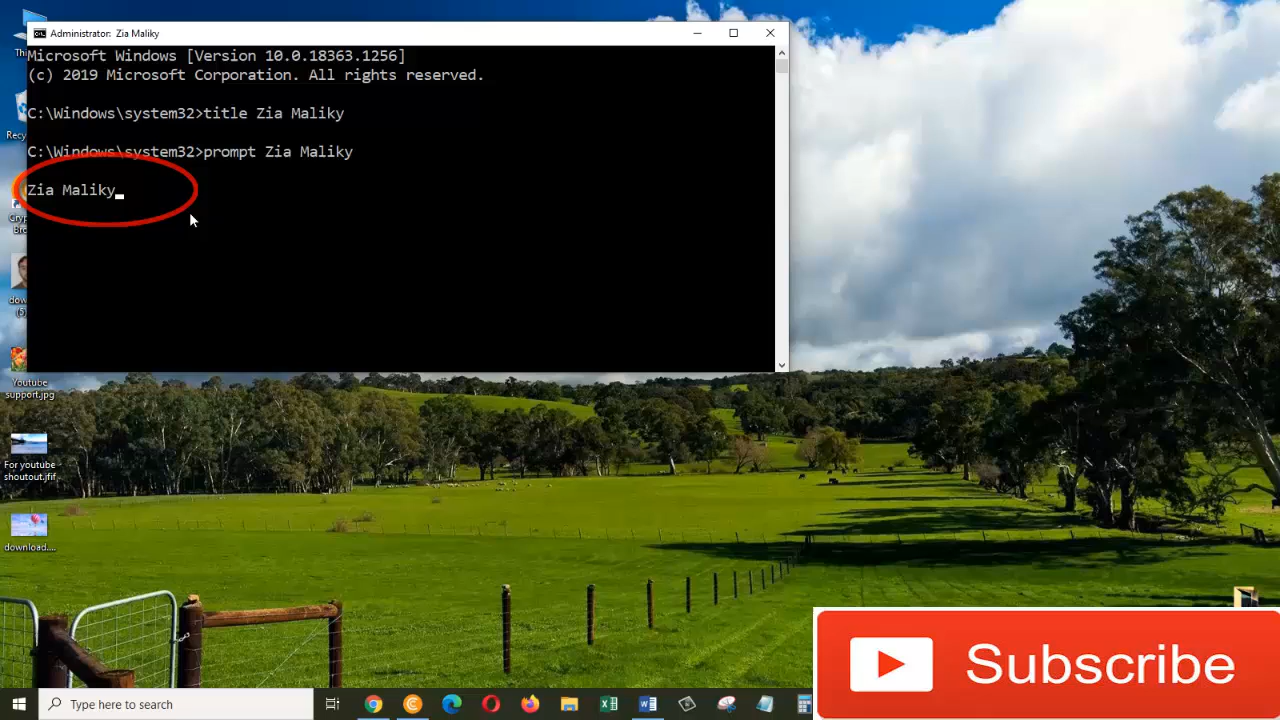 Administrator: Zia Maliky
Microsoft Windows [Version 10.0.18363.1256]
(c) 2019 Microsoft Corporation. All rights reserved.
C:\Windows\system32>title Zia Maliky
C:\Windows\system32>prompt Zia Maliky
Zia Maliky
Youtube
support.jpg
For youtube
shoutout.jfif
download....
Type here to search
Subscribe